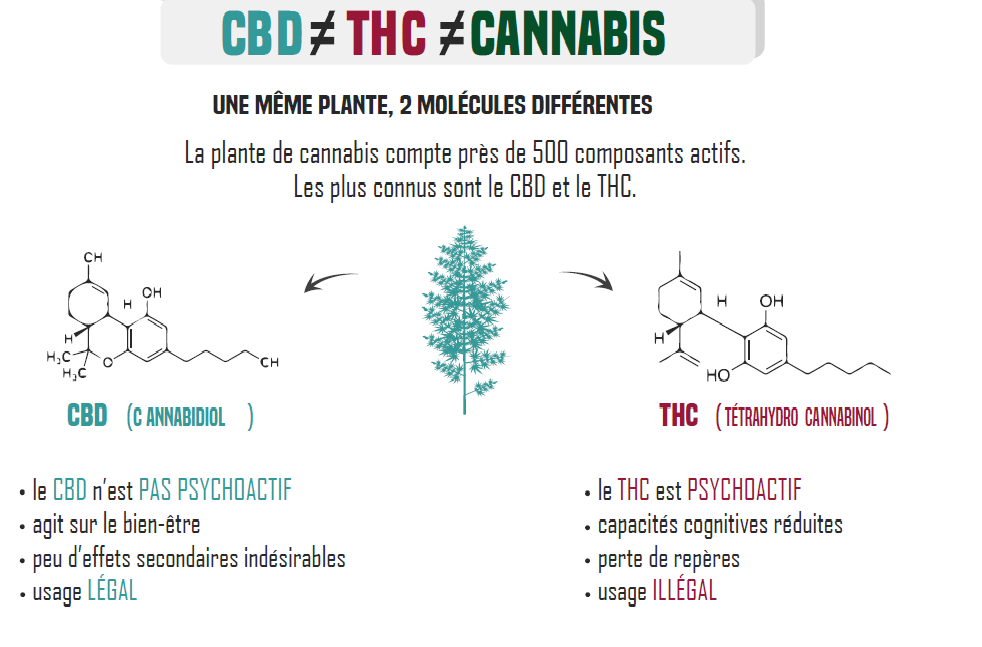 CBD ≠ THC ≠ CANNABIS
UNE MÊME PLANTE, 2 MOLÉCULES DIFFÉRENTES
La plante de cannabis compte près de 500 composants actifs.
Les plus connus sont le CBD et le THC.
CH
H
OH
H
H₃C
H₃C
O
CH
CBD (C ANNABIDIOL )
• le CBD n'est PAS PSYCHOACTIF
• agit sur le bien-être
• peu d'effets secondaires indésirables
• usage LÉGAL
H
OH
H
HO
THC ( TÉTRAHYDRO CANNABINOL )
• le THC est PSYCHOACTIF
• capacités cognitives réduites
• perte de repères
• usage ILLÉGAL